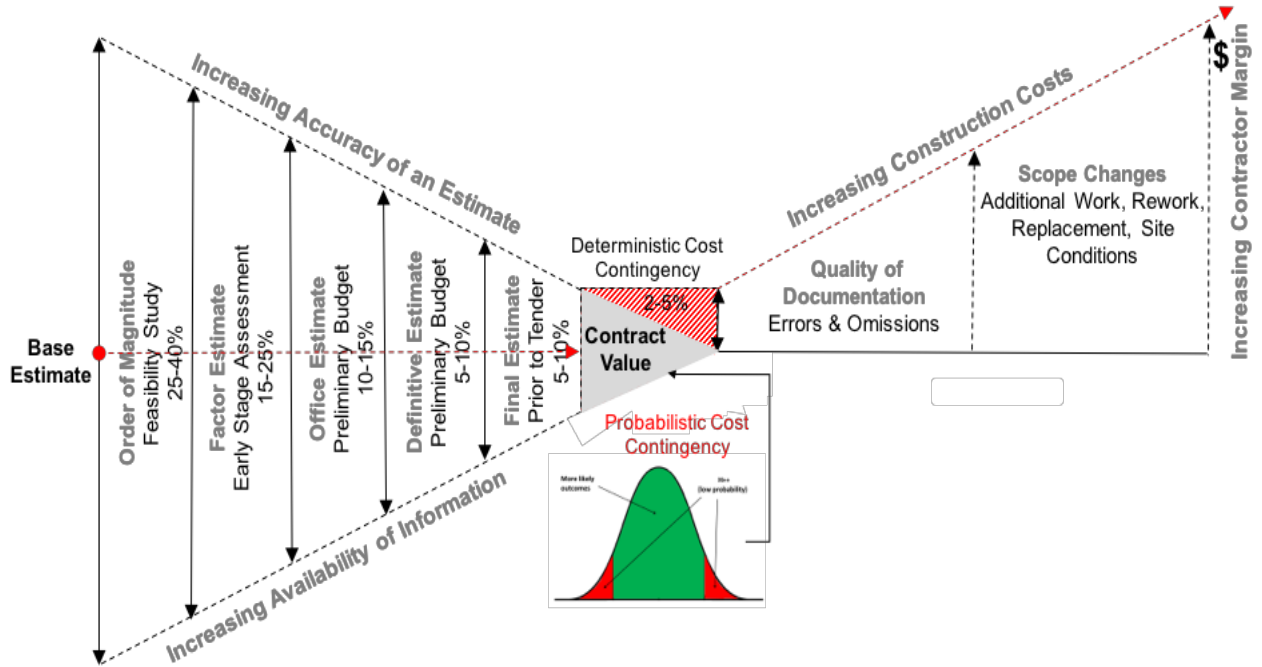 Base
Estimate
Order of Magnitude
Feasibility Study
25-40%
Factor Estimate
Early Stage Assessment
15-25%
Office Estimate
Preliminary Budget
10-15%
Definitive Estimate
Preliminary Budget
5-10%
Final Estimate
Prior to Tender
5-10%
Increasing Accuracy of an Estimate
Increasing Availability of Information
Deterministic Cost
Contingency
2-5%
Contract
Value
Probabilistic Cost
Contingency
More likely
outcomes
(low probability)
Increasing Construction Costs
Quality of
Documentation
Errors & Omissions
Scope Changes
Additional Work, Rework,
Replacement, Site
Conditions
$
Increasing Contractor Margin